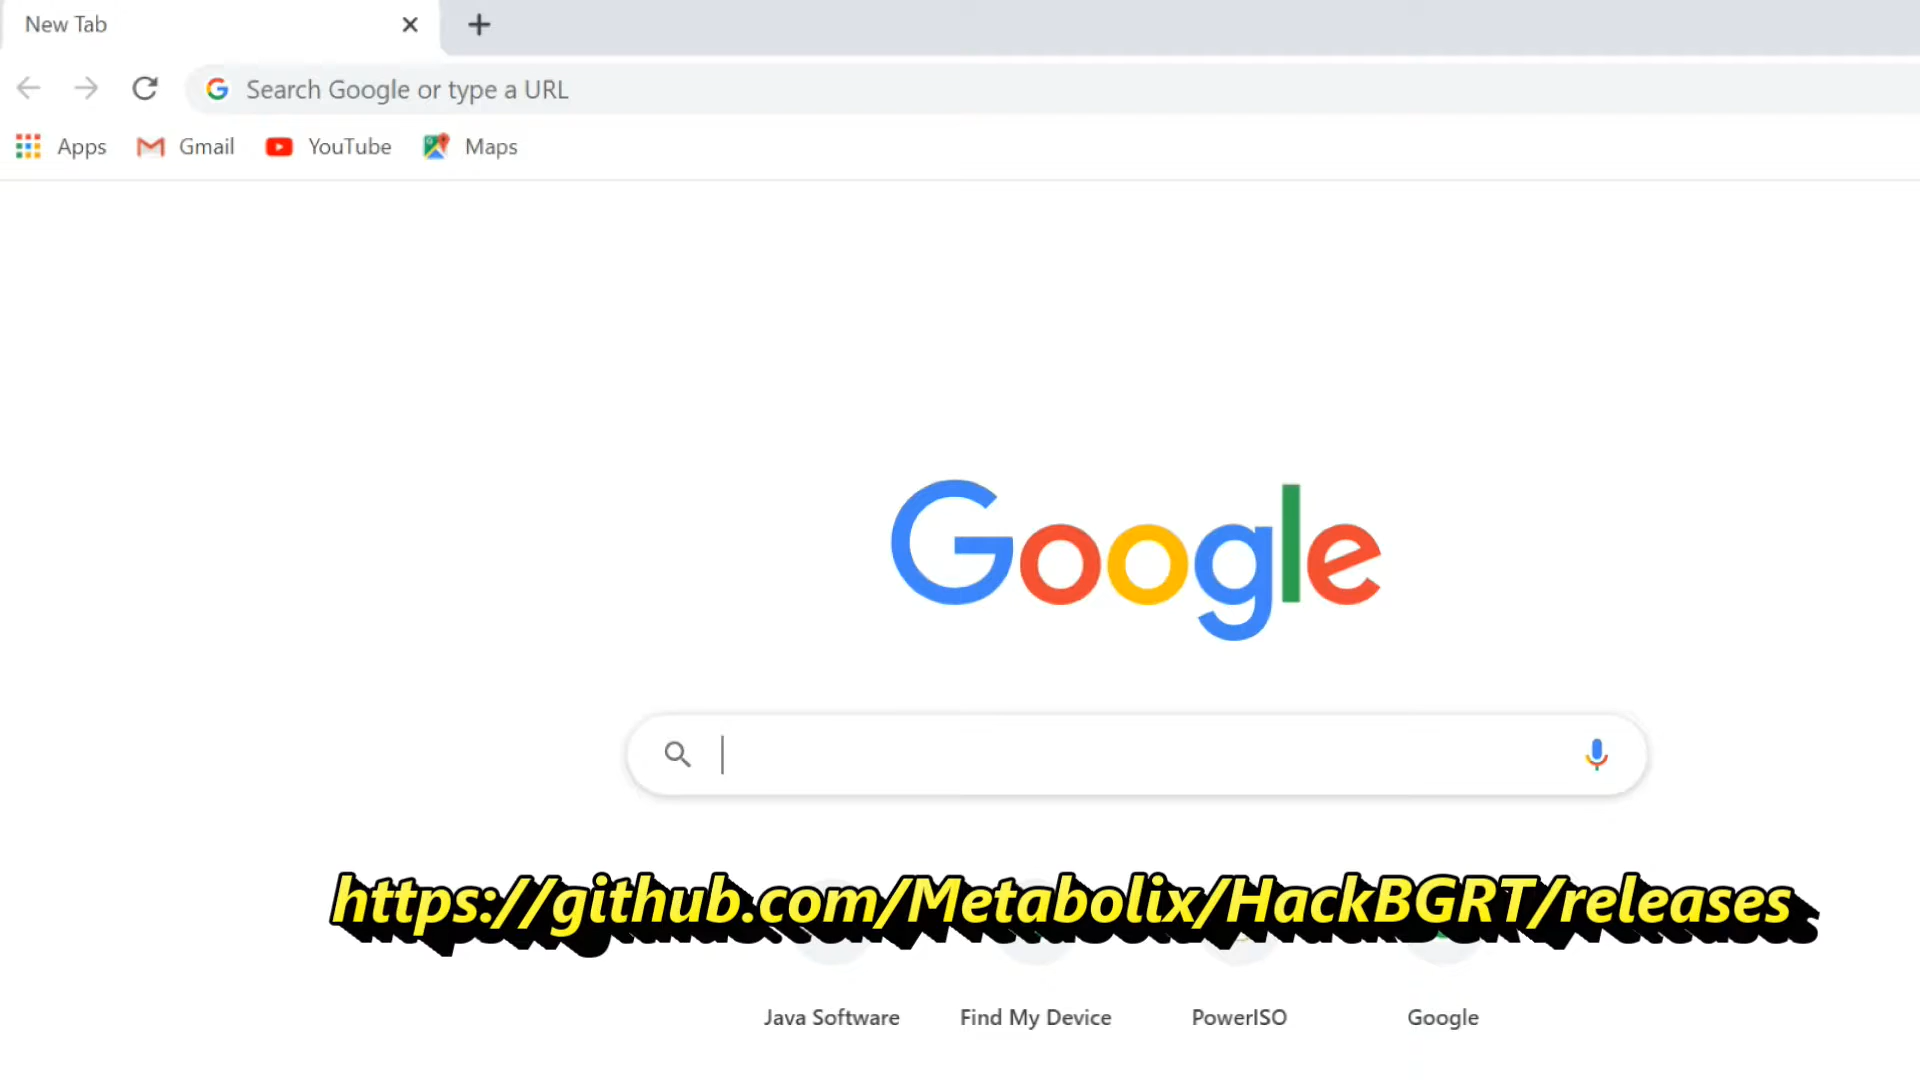 New Tab
Search Google or type a URL
Apps Gmail YouTube Maps
Google
https://github.com/Metabolix/HackBGRT/releases
Java Software Find My Device PowerISO Google